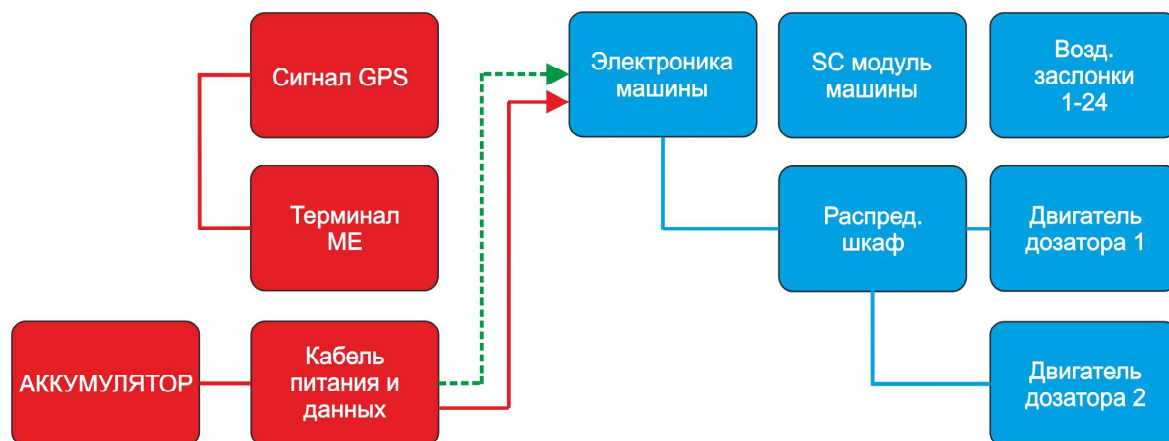 Сигнал GPS
Электроника
машины
SC модуль
машины
Возд.
заслонки
1-24
Терминал
ME
Распред.
шкаф
Двигатель
дозатора 1
АККУМУЛЯТОР
Кабель
питания и
данных
Двигатель
дозатора 2